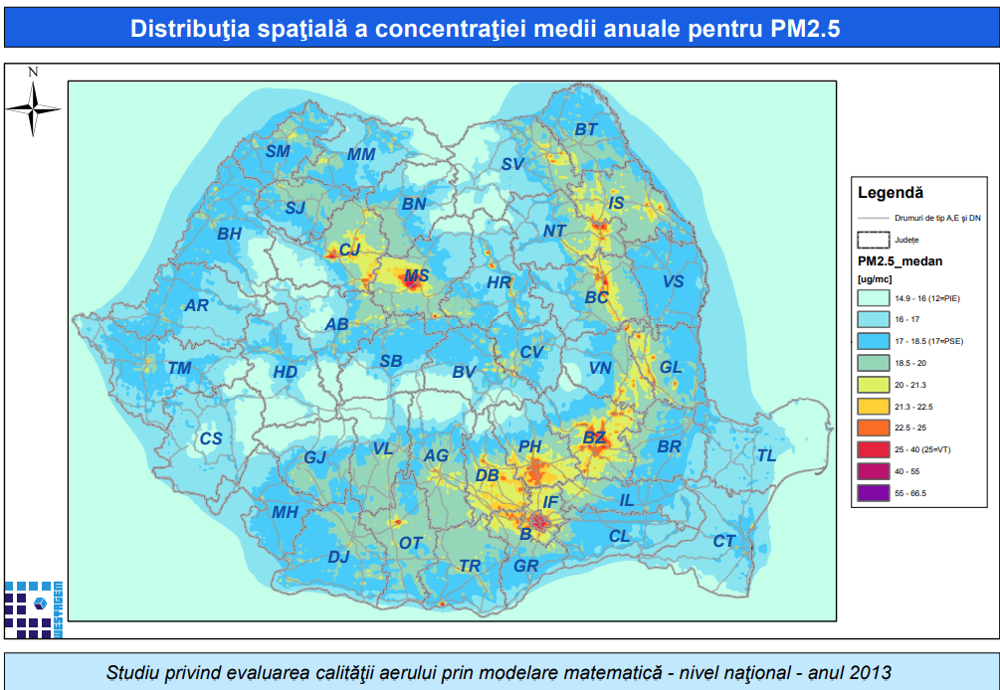 Distribuţia spaţială a concentraţiei medii anuale pentru PM2.5
N
BT
SM
MM
SV
SJ
BN
IS
BH
NT
CJ
MS
HR
VS
BC
AR
AB
CV
SB
TM
HD
BV
VN
GL
CS
BZ
VL
PH
BR
GJ
AG
TL
DB
IF
IL
MH
B
CL
CT
OT
DJ
TR
GR
Legendă
Drumuri de tip A,E şi DN
Judeţe
PM2.5_medan
[ug/mc]
14.9 - 16 (12=PIE)
16 - 17
17 - 18.5 (17=PSE)
18.5 - 20
20 - 21.3
21.3 - 22.5
22.5 - 25
25 - 40 (25=VT)
40 - 55
55 - 66.5
WESTAGEM
Studiu privind evaluarea calităţii aerului prin modelare matematică - nivel naţional - anul 2013